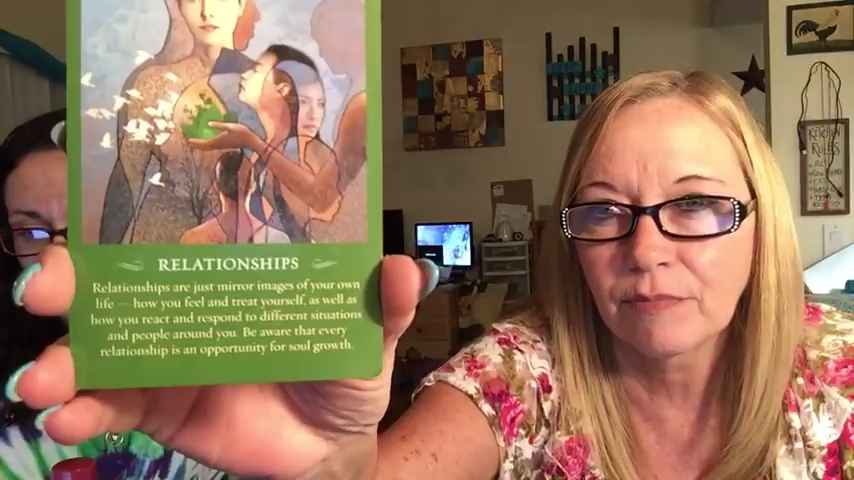 RELATIONSHIPS
Relationships are just mirror images of your own
life — how you feel and treat yourself, as well as
how you react and respond to different situations
and people around you. Be aware that every
relationship is an opportunity for soul growth.
KITCHEN
RULES